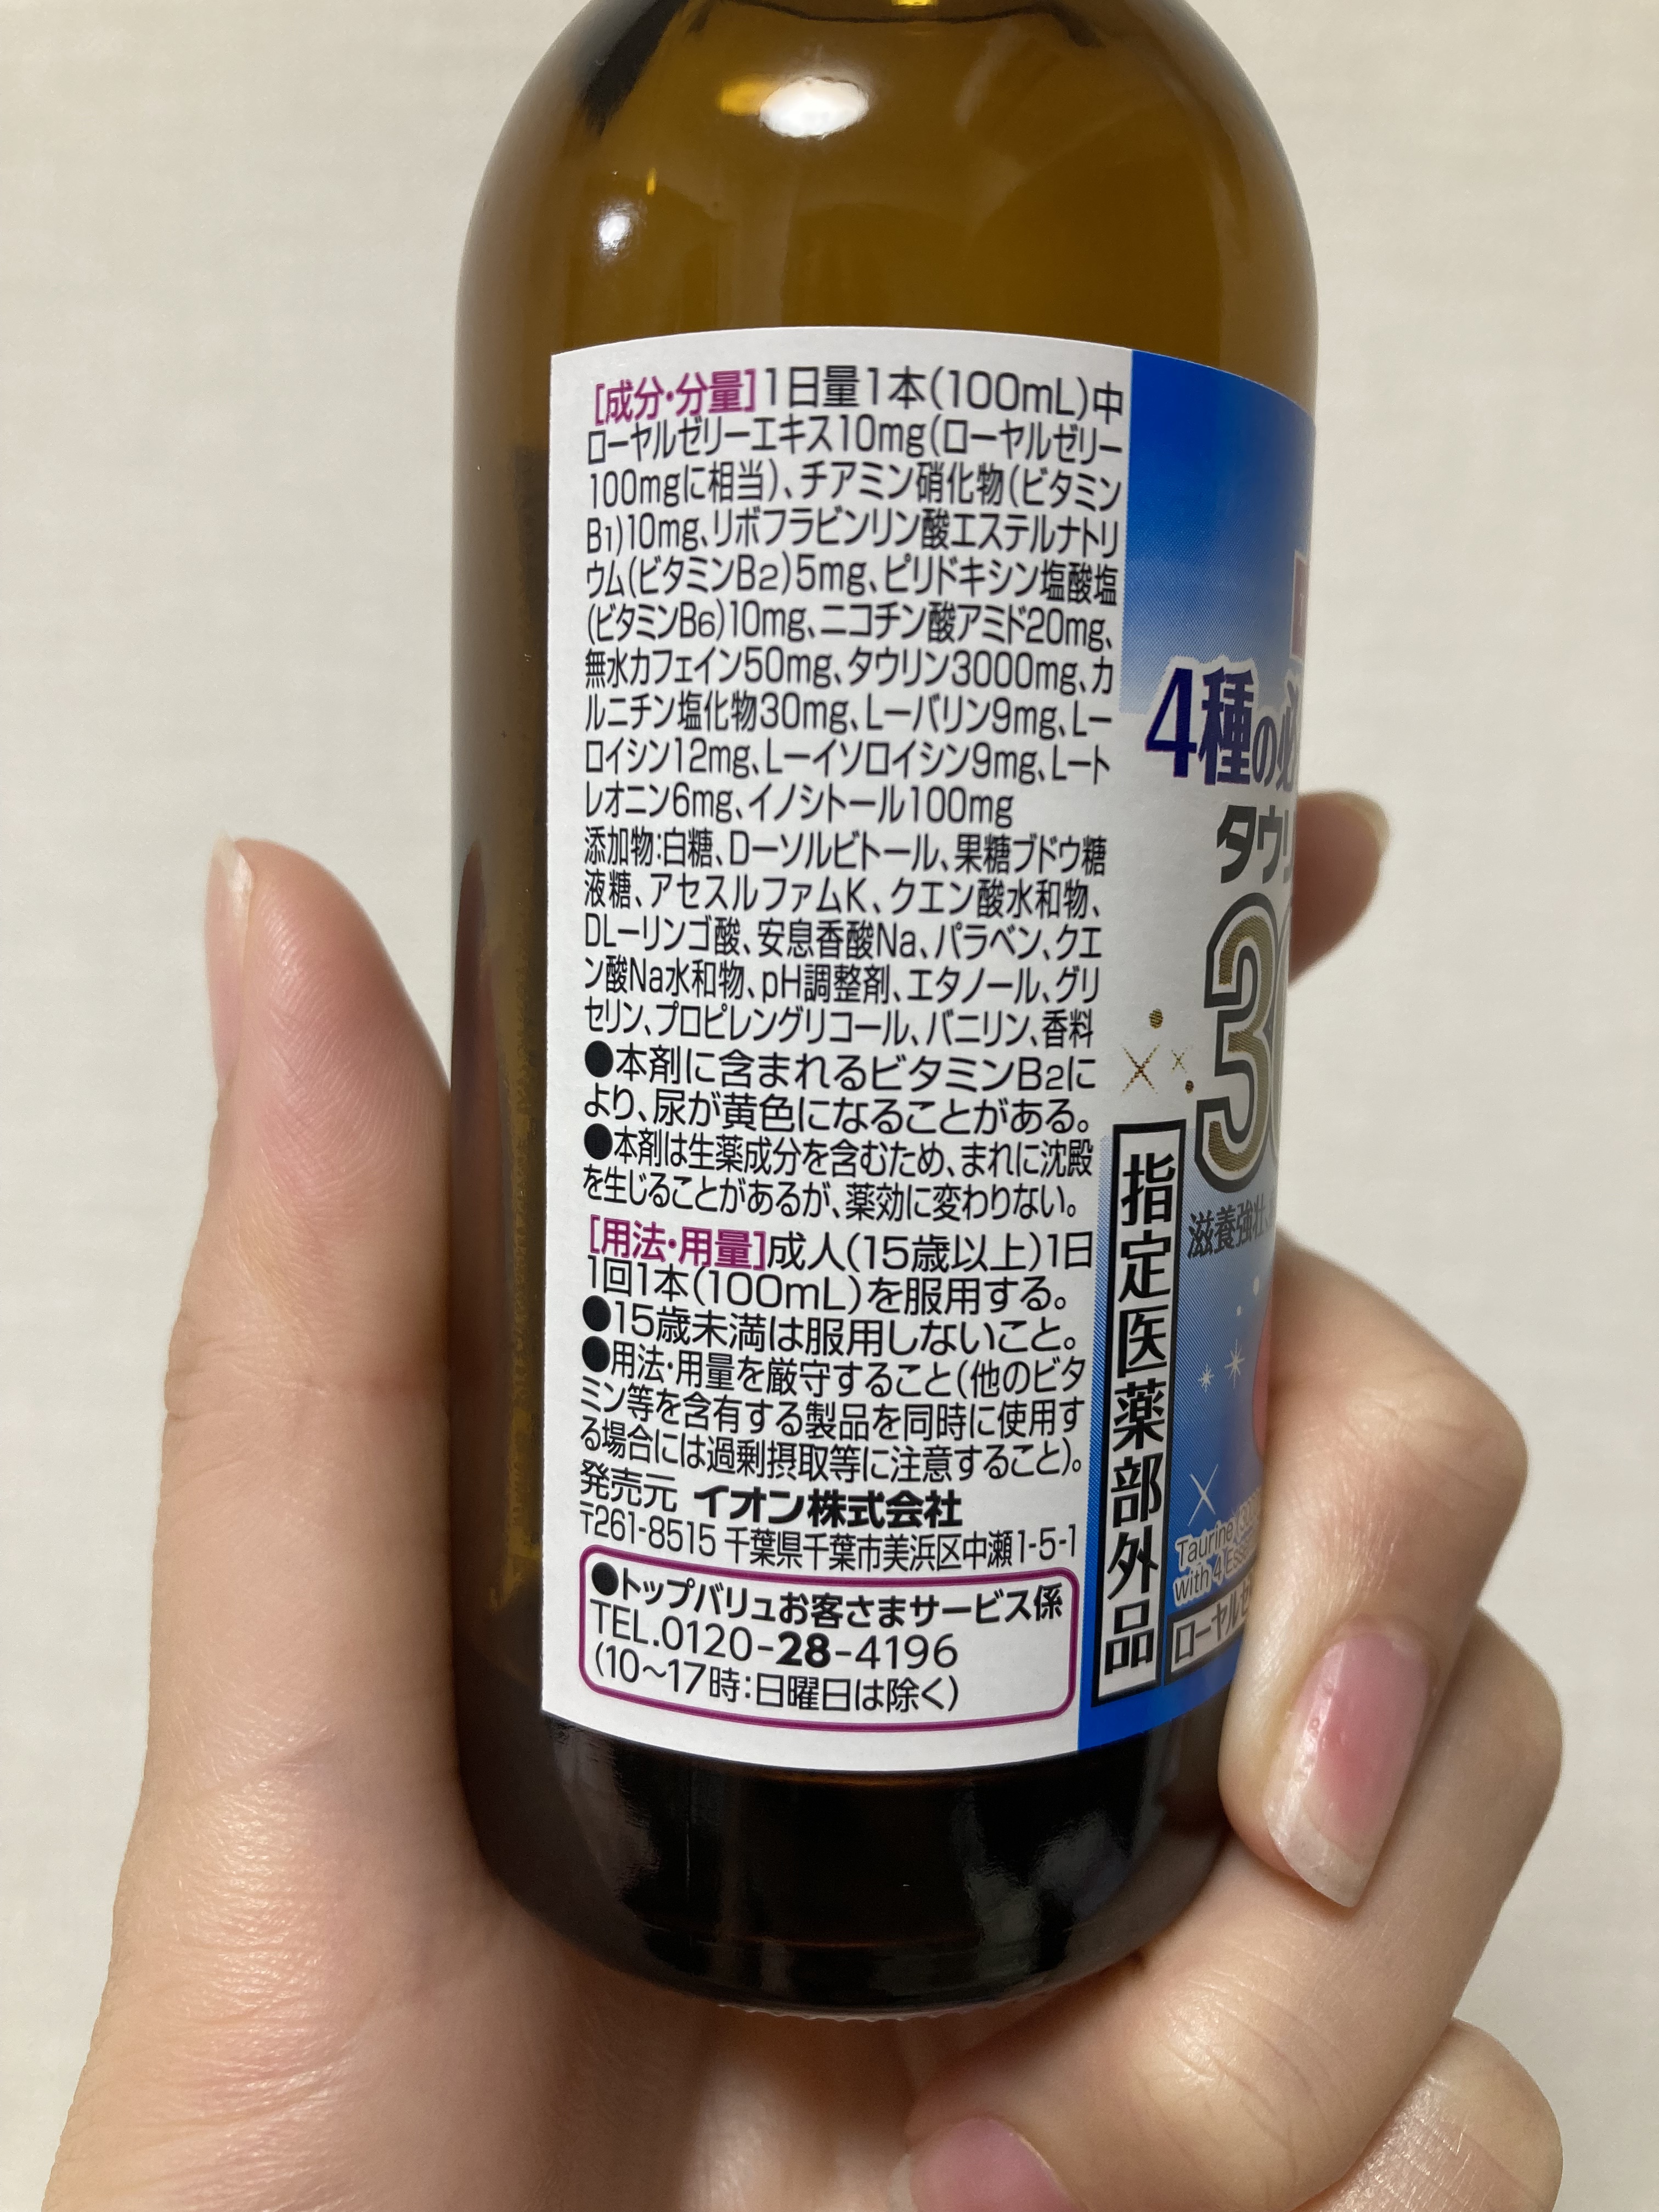 [成分・分量]1日量1本(100mL)中
ローヤルゼリーエキス10mg(ローヤルゼリー
100mgに相当)、チアミン硝化物(ビタミン
B₁)10mg、リボフラビンリン酸エステルナトリ
ウム(ビタミンB₂)5mg、ピリドキシン塩酸塩
(ビタミンB₆)10mg、ニコチン酸アミド20mg、
無水カフェイン50mg、タウリン3000mg、カ
ルニチン塩化物30mg、L-バリン9mg、L-
ロイシン12mg、L-イソロイシン9mg、L-ト
レオニン6mg、イノシトール100mg
添加物:白糖、D-ソルビトール、果糖ブドウ糖
液糖、アセスルファムK、クエン酸水和物、
DL-リンゴ酸、安息香酸Na、パラベン、クエ
ン酸Na水和物、pH調整剤、エタノール、グリ
セリン、プロピレングリコール、バニリン、香料
●本剤に含まれるビタミンB₂に
より、尿が黄色になることがある。
●本剤は生薬成分を含むため、まれに沈殿
を生じることがあるが、薬効に変わりない。
[用法・用量]成人(15歳以上)1日
1回1本(100mL)を服用する。
●15歳未満は服用しないこと。
●用法・用量を厳守すること(他のビタ
ミン等を含有する製品を同時に使用す
る場合には過剰摂取等に注意すること)。
発売元 イオン株式会社
〒261-8515 千葉県千葉市美浜区中瀬1-5-1
●トップバリュお客さまサービス係
TEL.0120-28-4196
(10~17時:日曜日は除く)
4種の必
タウリ
30
滋養強壮
指定医薬部外品
Taurine
with 4
ローヤルゼ